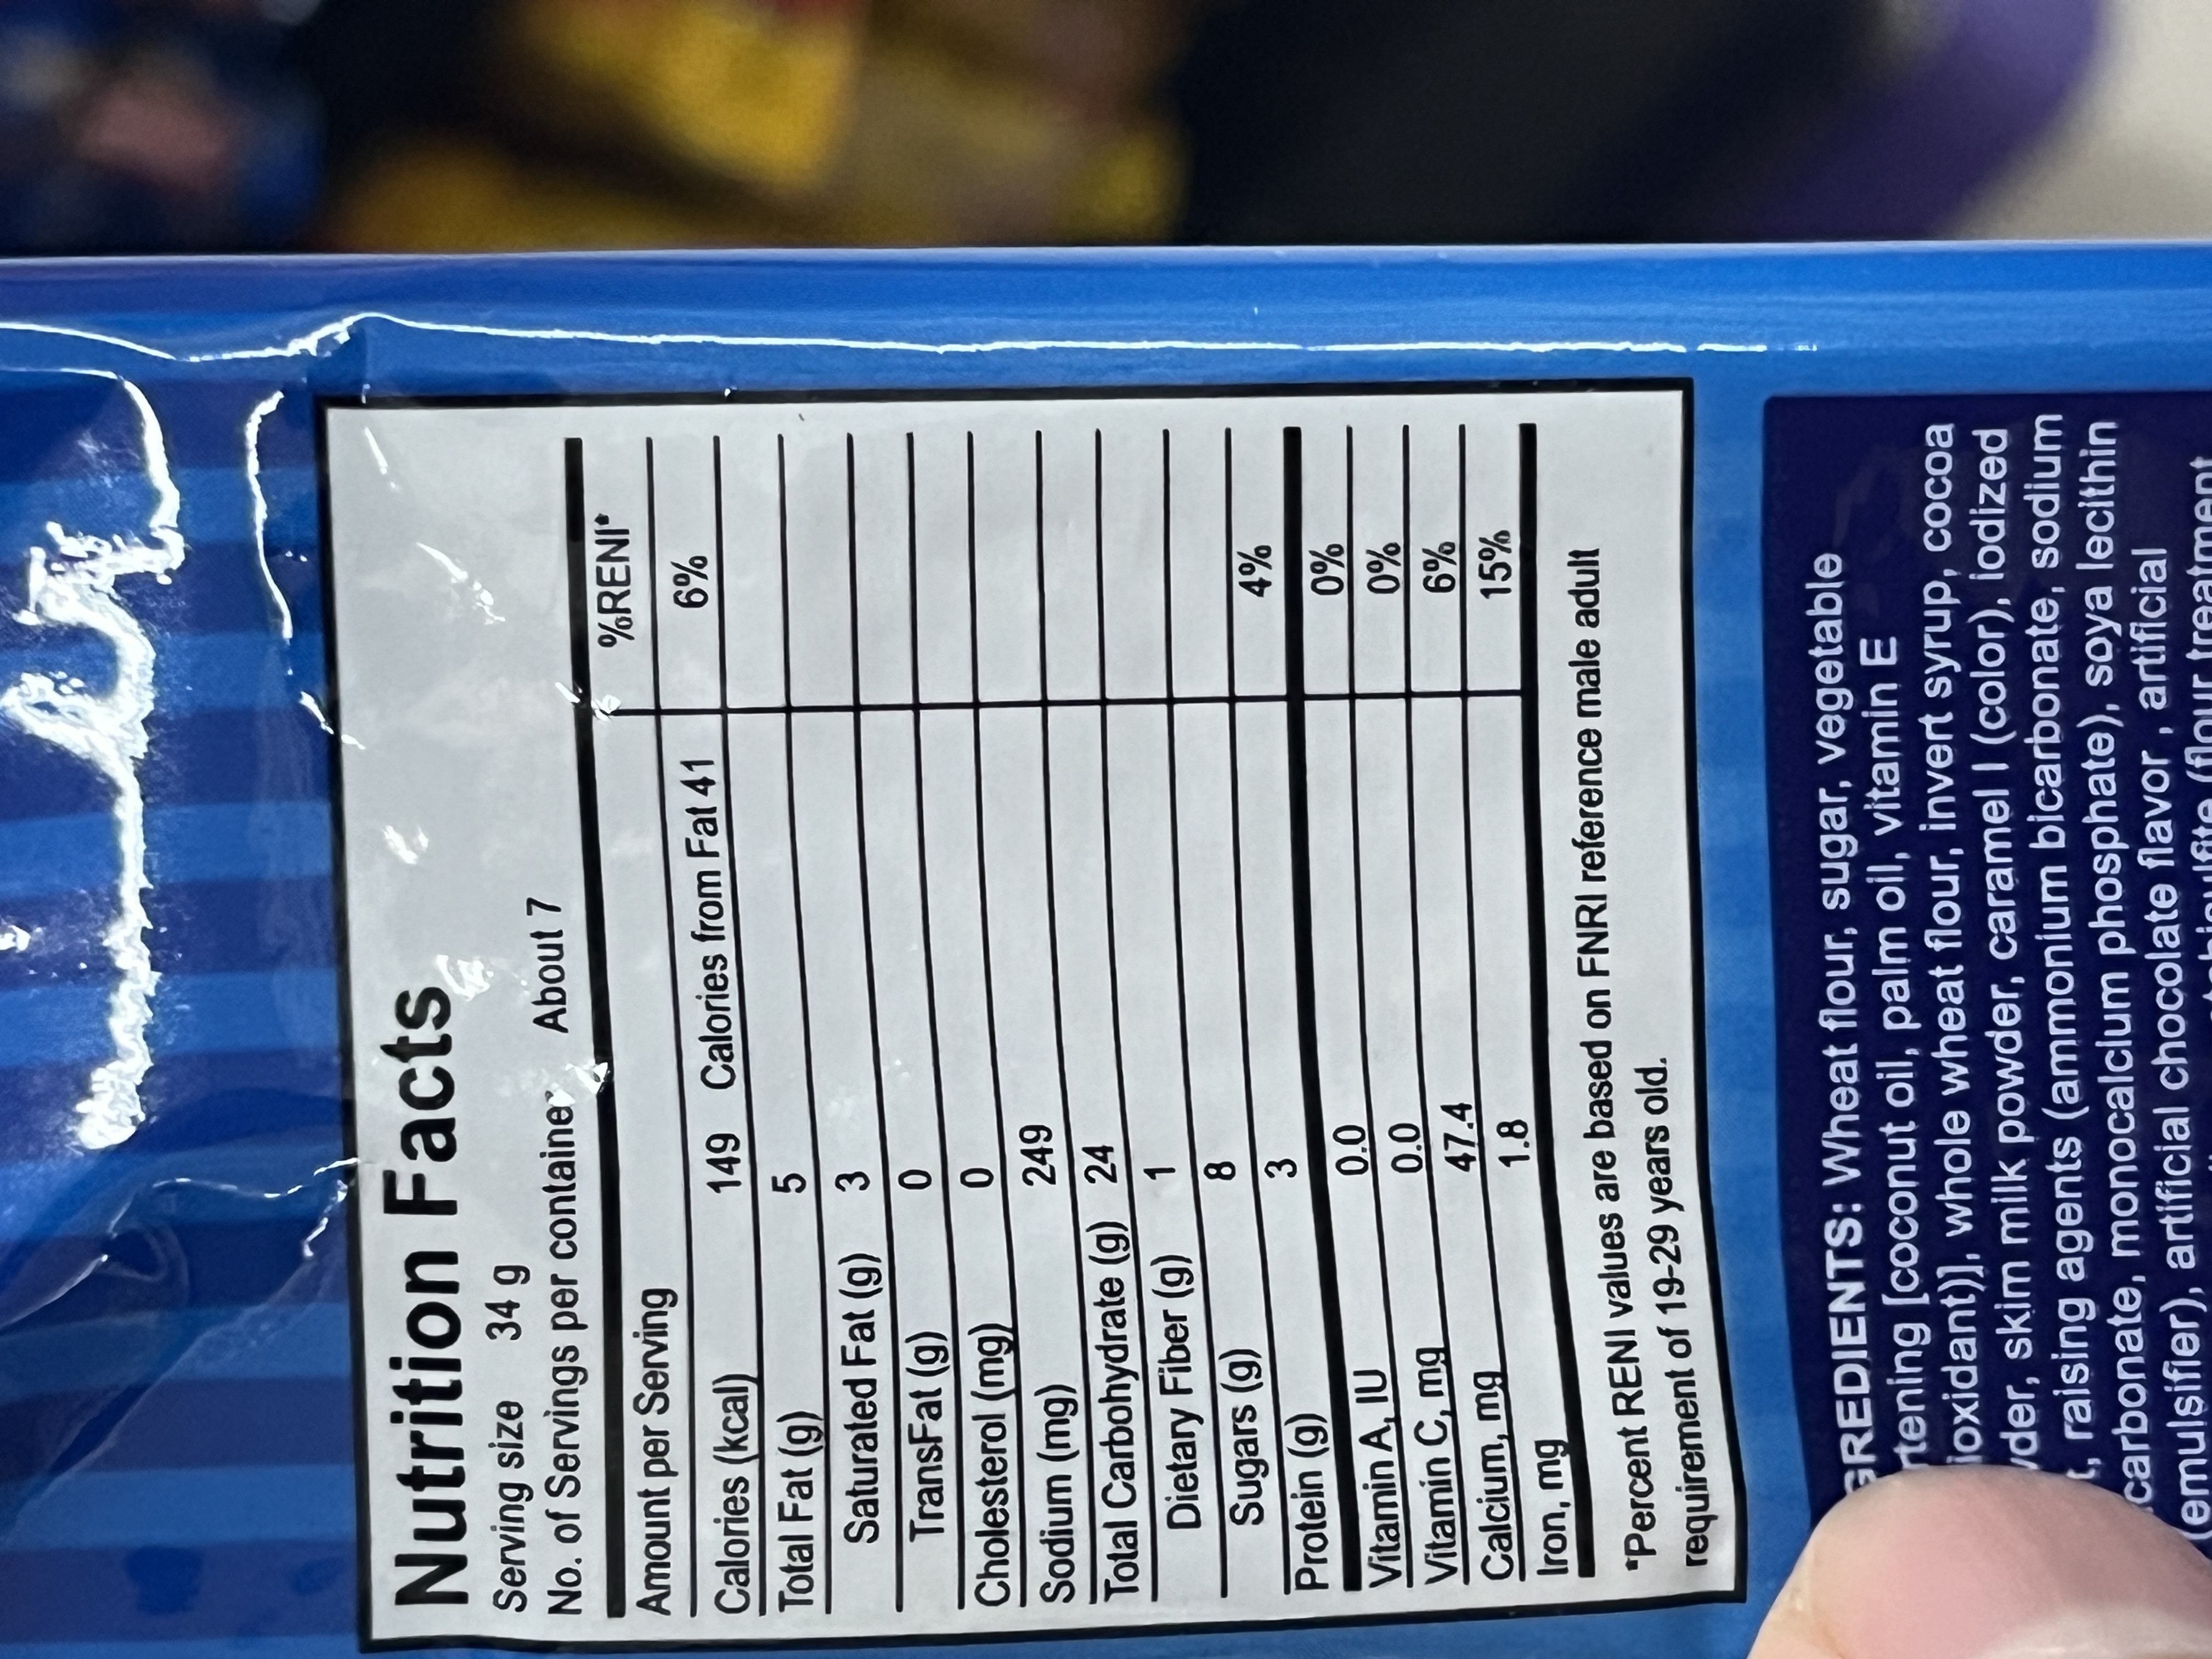 Nutrition Facts
Serving size 34 g
No. of Servings per container About 7
Amount per Serving %RENI*
Calories (kcal) 149 Calories from Fat 41 6%
Total Fat (g) 5
Saturated Fat (g) 3
TransFat (g) 0
Cholesterol (mg) 0
Sodium (mg) 249
Total Carbohydrate (g) 24
Dietary Fiber (g) 1
Sugars (g) 8
Protein (g) 3 4%
Vitamin A, IU 0.0 0%
Vitamin C, mg 0.0 0%
Calcium, mg 47.4 6%
Iron, mg 1.8 15%
*Percent RENI values are based on FNRI reference male adult
requirement of 19-29 years old.
GREDIENTS: Wheat flour, sugar, vegetable
rtening [coconut oil, palm oil, vitamin E
ioxidant)], whole wheat flour, invert syrup, cocoa
der, skim milk powder, caramel I (color), iodized
t, raising agents (ammonium bicarbonate, sodium
carbonate, monocalcium phosphate), soya lecithin
(emulsifier), artificial chocolate flavor , artificial
(flour treatment